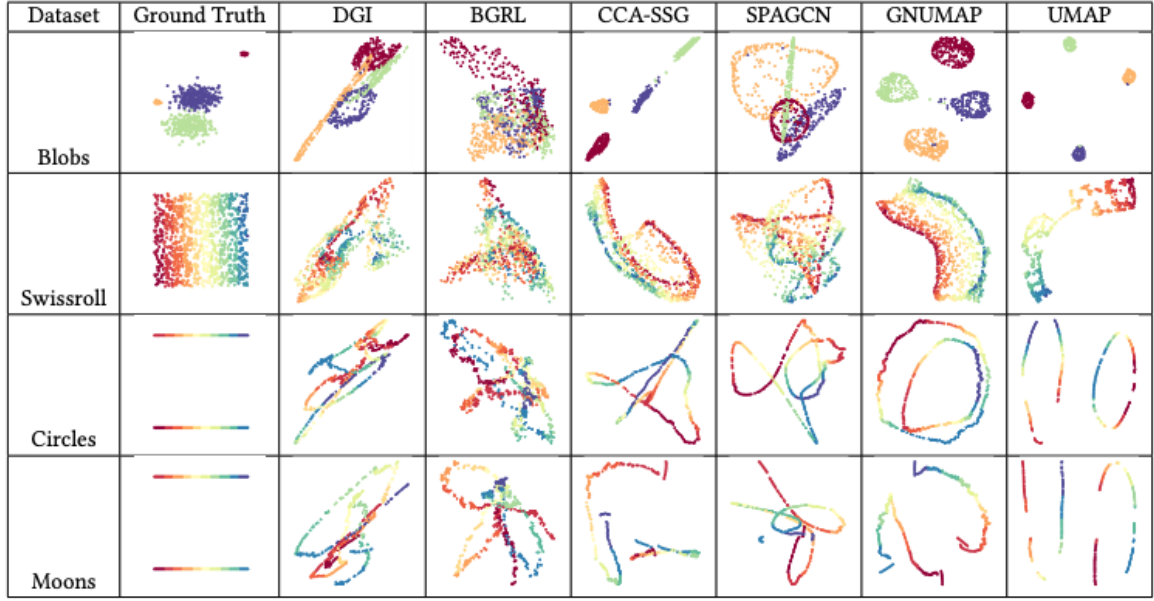 Dataset Ground Truth DGI BGRL CCA-SSG SPAGCN GNUMAP UMAP
Blobs
Swissroll
Circles
Moons